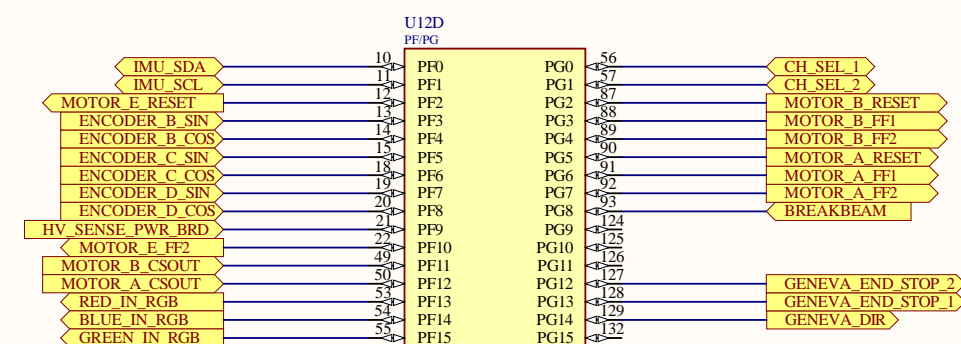 U12D
PF/PG
IMU_SDA 10 PF0 PG0 56 CH_SEL_1
IMU_SCL 11 PF1 PG1 57 CH_SEL_2
MOTOR_E_RESET 12 PF2 PG2 87 MOTOR_B_RESET
ENCODER_B_SIN 13 PF3 PG3 88 MOTOR_B_FF1
ENCODER_B_COS 14 PF4 PG4 89 MOTOR_B_FF2
ENCODER_C_SIN 15 PF5 PG5 90 MOTOR_A_RESET
ENCODER_C_COS 18 PF6 PG6 91 MOTOR_A_FF1
ENCODER_D_SIN 19 PF7 PG7 92 MOTOR_A_FF2
ENCODER_D_COS 20 PF8 PG8 93 BREAKBEAM
HV_SENSE_PWR_BRD 21 PF9 PG9 124
MOTOR_E_FF2 22 PF10 PG10 125
MOTOR_B_CSOUT 49 PF11 PG11 126
MOTOR_A_CSOUT 50 PF12 PG12 127 GENEVA_END_STOP_2
RED_IN_RGB 53 PF13 PG13 128 GENEVA_END_STOP_1
BLUE_IN_RGB 54 PF14 PG14 129 GENEVA_DIR
GREEN_IN_RGB 55 PF15 PG15 132